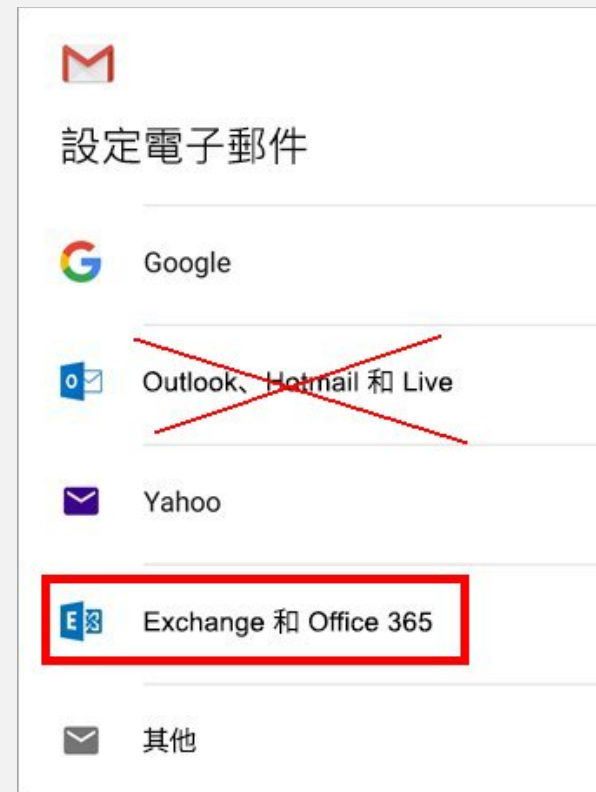 設定電子郵件
Google
Outlook、Hotmail 和 Live
Yahoo
Exchange 和 Office 365
其他